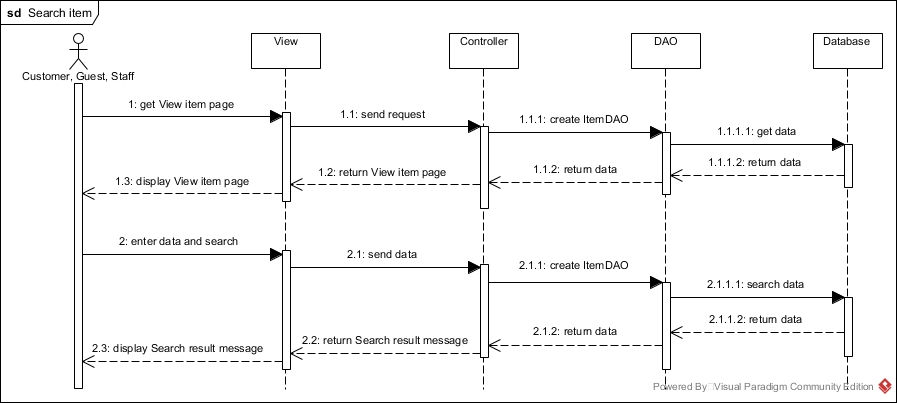 sd Search item
View
Controller
DAO
Database
Customer, Guest, Staff
1: get View item page
1.1: send request
1.1.1: create ItemDAO
1.1.1.1: get data
1.1.1.2: return data
1.1.2: return data
1.2: return View item page
1.3: display View item page
2: enter data and search
2.1: send data
2.1.1: create ItemDAO
2.1.1.1: search data
2.1.1.2: return data
2.1.2: return data
2.2: return Search result message
2.3: display Search result message
Powered By Visual Paradigm Community Edition